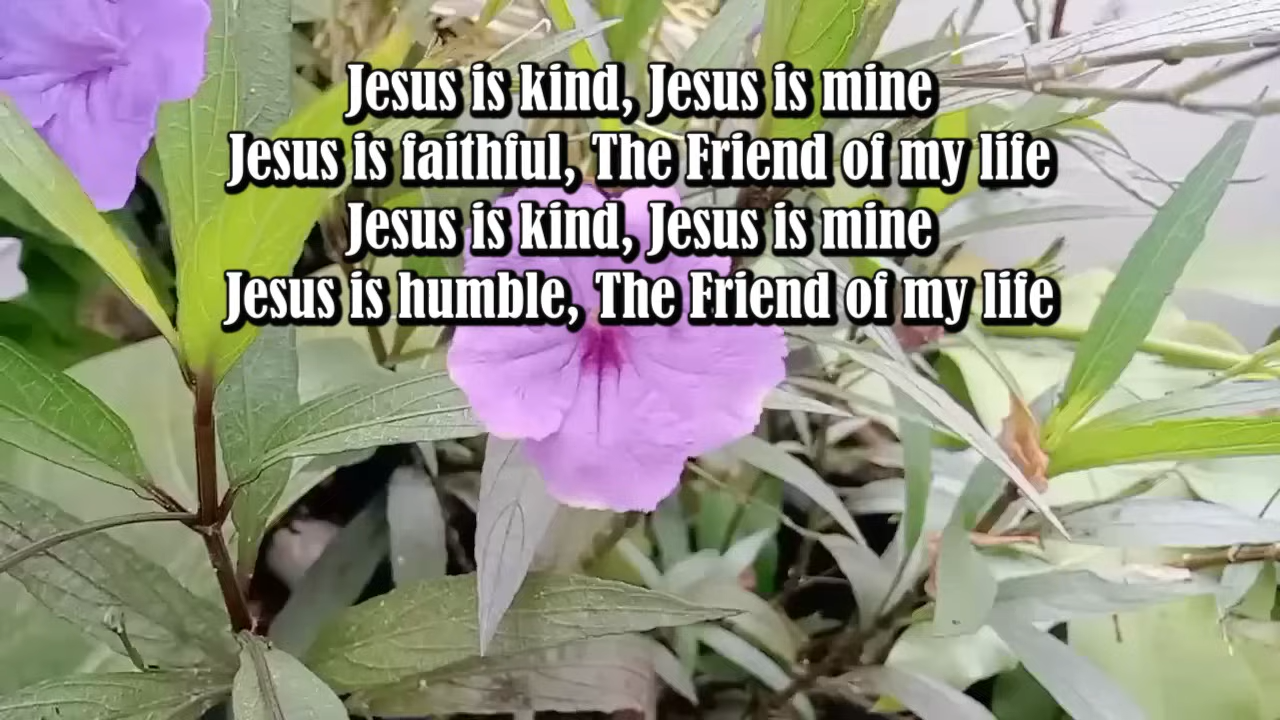 Jesus is kind, Jesus is mine
Jesus is faithful, The Friend of my life
Jesus is kind, Jesus is mine
Jesus is humble, The Friend of my life